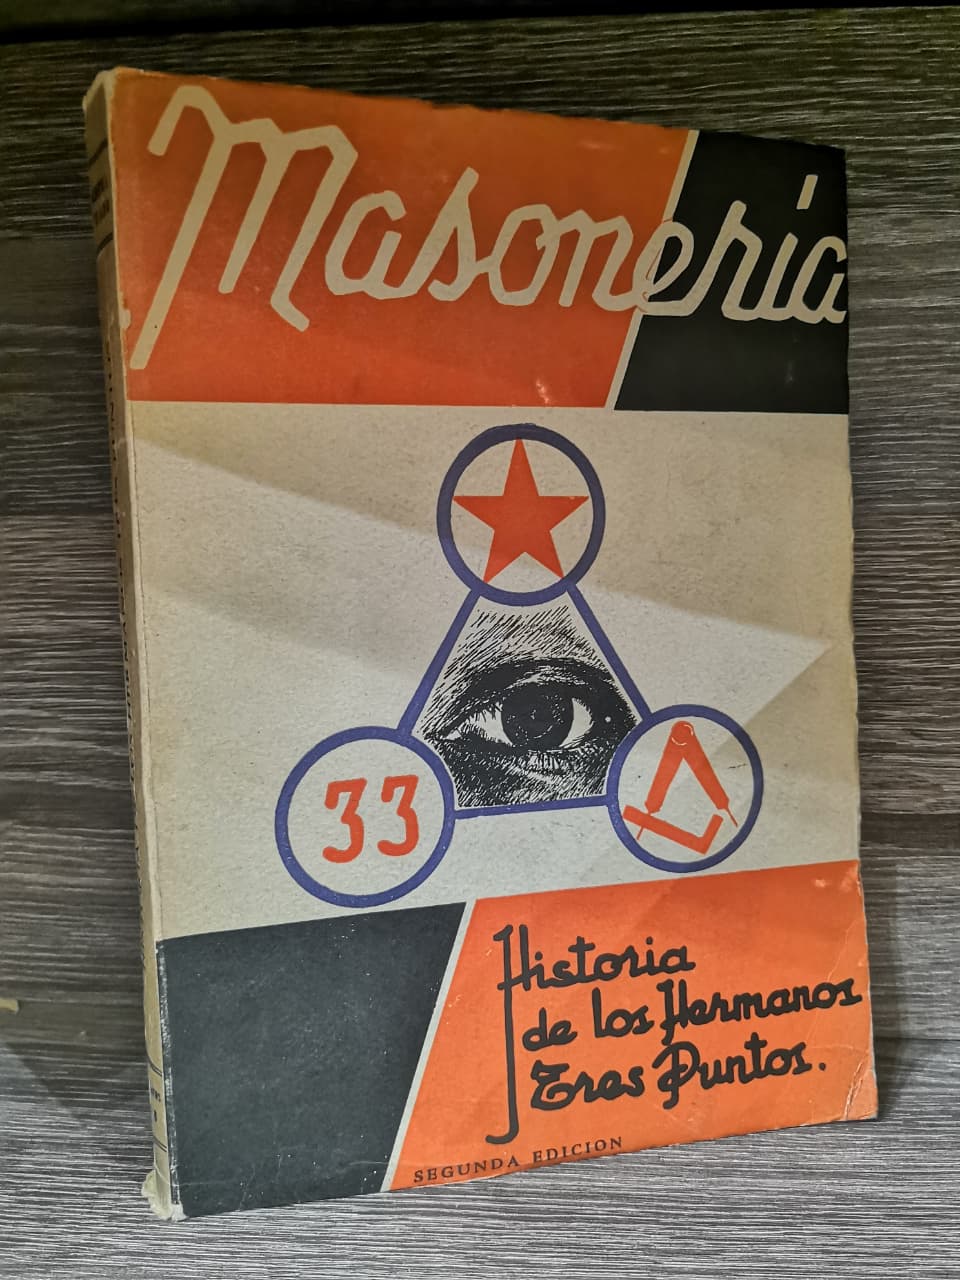 Masonería
33
Historia
de los Hermanos
Tres Puntos.
SEGUNDA EDICION